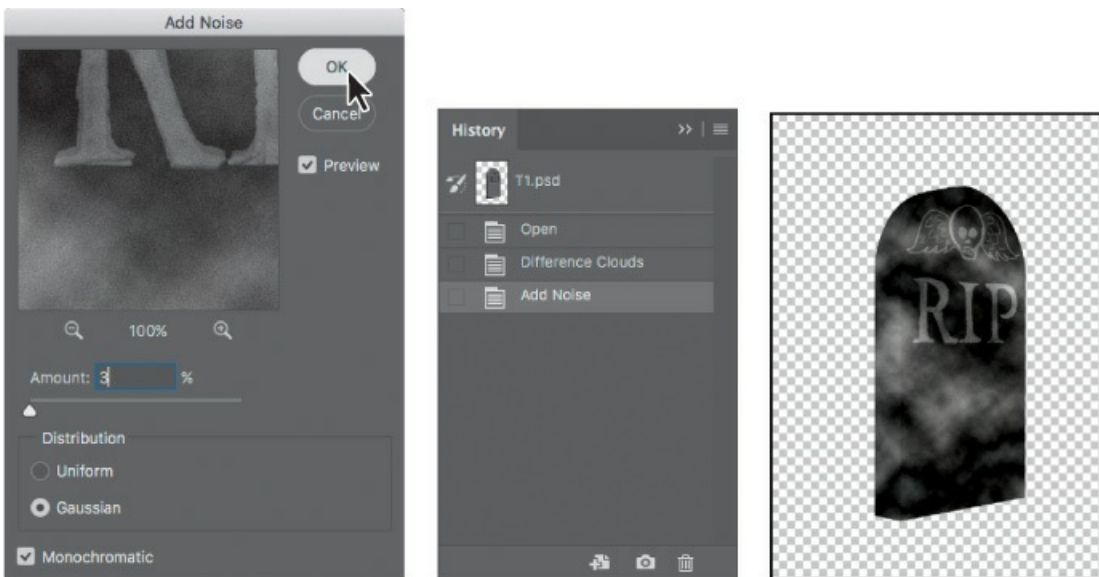 Add Noise
OK
Cancel
Preview
100%
Amount: 3 %
Distribution
Uniform
Gaussian
Monochromatic
History
T1.psd
Open
Difference Clouds
Add Noise
RIP